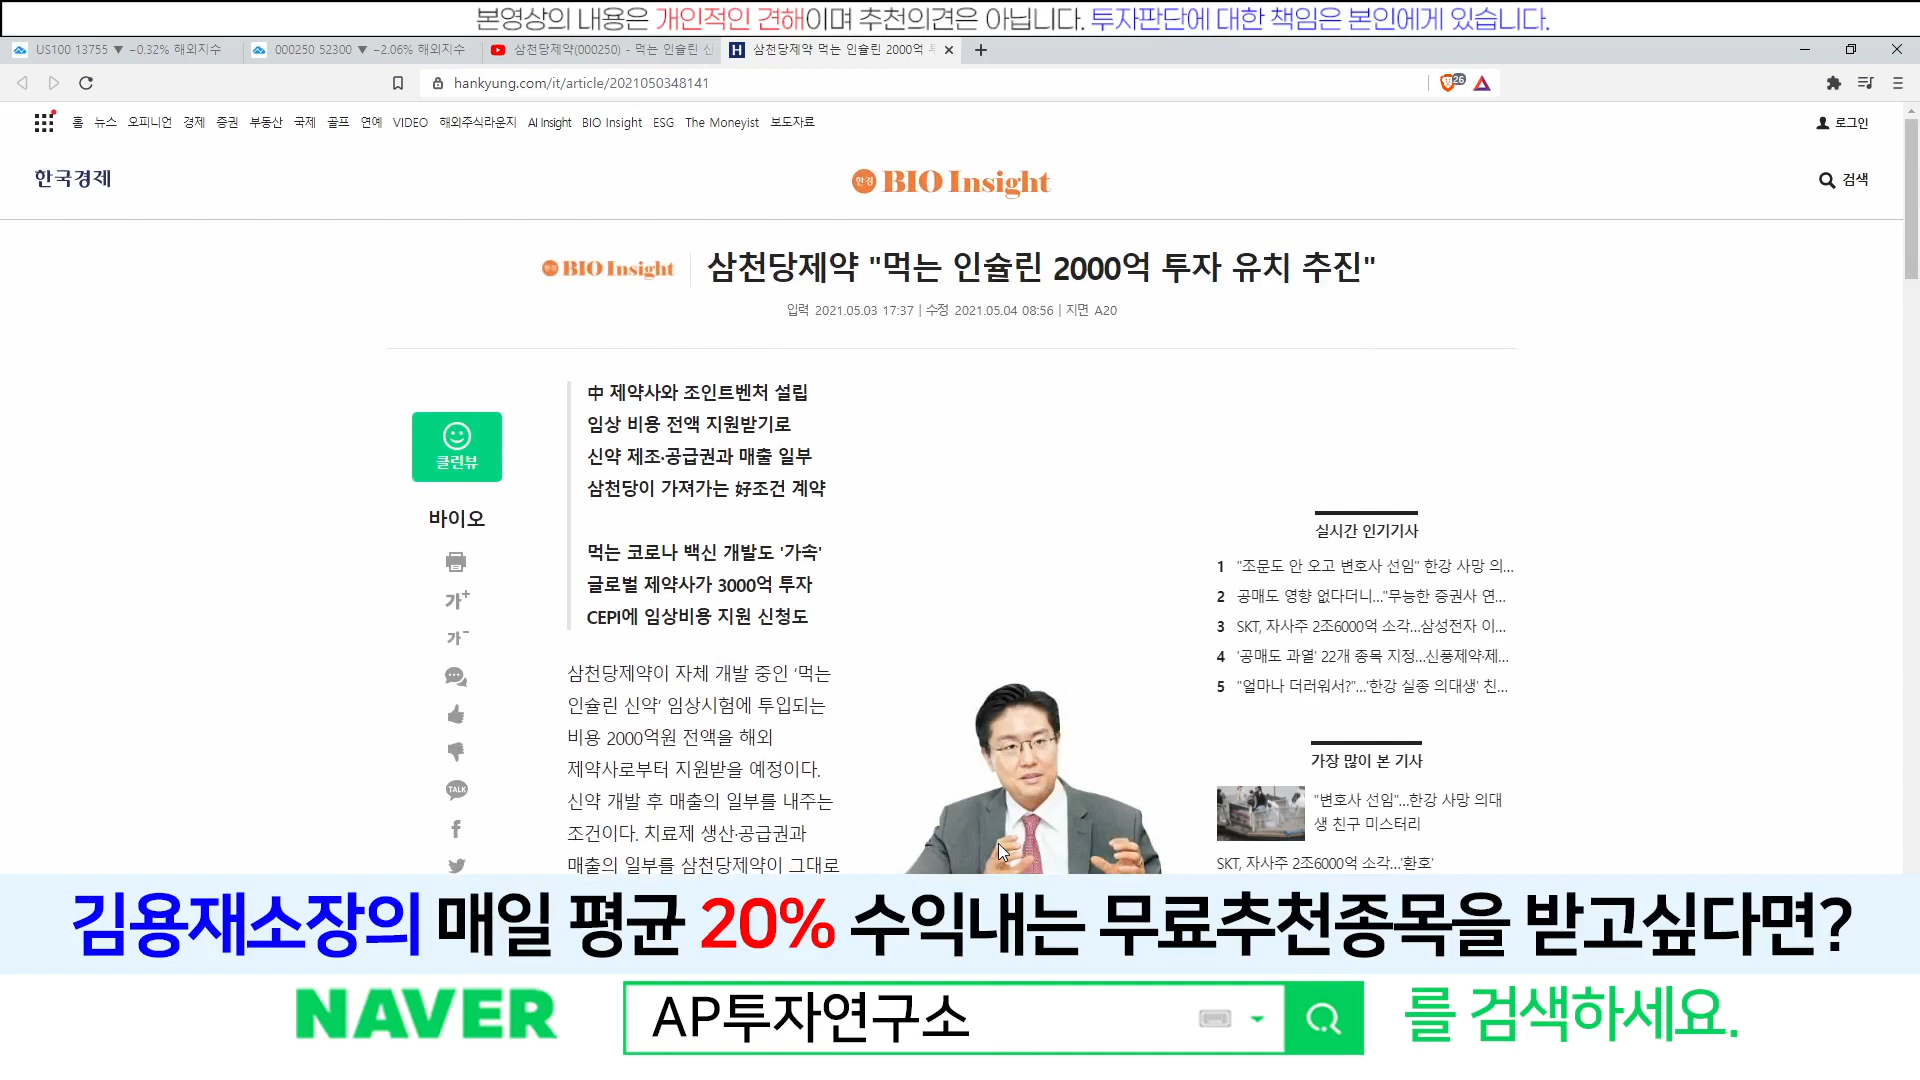 본영상의 내용은 개인적인 견해이며 추천의견은 아닙니다. 투자판단에 대한 책임은 본인에게 있습니다.
US100 13755 ▼ -0.32% 해외지수
000250 52300 ▼ -2.06% 해외지수
삼천당제약(000250) - 먹는 인슐린 신
삼천당제약 먹는 인슐린 2000억
hankyung.com/it/article/2021050348141
26
홈 뉴스 오피니언 경제 증권 부동산 국제 골프 연예 VIDEO 해외주식라운지 AI Insight BIO Insight ESG The Moneyist 보도자료
로그인
한국경제
한경 BIO Insight
검색
BIO Insight
삼천당제약 "먹는 인슐린 2000억 투자 유치 추진"
입력 2021.05.03 17:37 | 수정 2021.05.04 08:56 | 지면 A20
中 제약사와 조인트벤처 설립
임상 비용 전액 지원받기로
신약 제조·공급권과 매출 일부
삼천당이 가져가는 好조건 계약
먹는 코로나 백신 개발도 '가속'
글로벌 제약사가 3000억 투자
CEPI에 임상비용 지원 신청도
클린뷰
바이오
가+
가-
TALK
삼천당제약이 자체 개발 중인 ‘먹는
인슐린 신약’ 임상시험에 투입되는
비용 2000억원 전액을 해외
제약사로부터 지원받을 예정이다.
신약 개발 후 매출의 일부를 내주는
조건이다. 치료제 생산·공급권과
매출의 일부를 삼천당제약이 그대로
실시간 인기기사
1 "조문도 안 오고 변호사 선임" 한강 사망 의...
2 공매도 영향 없다더니…"무능한 증권사 연...
3 SKT, 자사주 2조6000억 소각…삼성전자 이...
4 '공매도 과열' 22개 종목 지정…신풍제약·제...
5 "얼마나 더러워서?"…'한강 실종 의대생' 친...
가장 많이 본 기사
"변호사 선임"…한강 사망 의대
생 친구 미스터리
SKT, 자사주 2조6000억 소각…'환호'
김용재소장의 매일 평균 20% 수익내는 무료추천종목을 받고싶다면?
NAVER AP투자연구소 를 검색하세요.